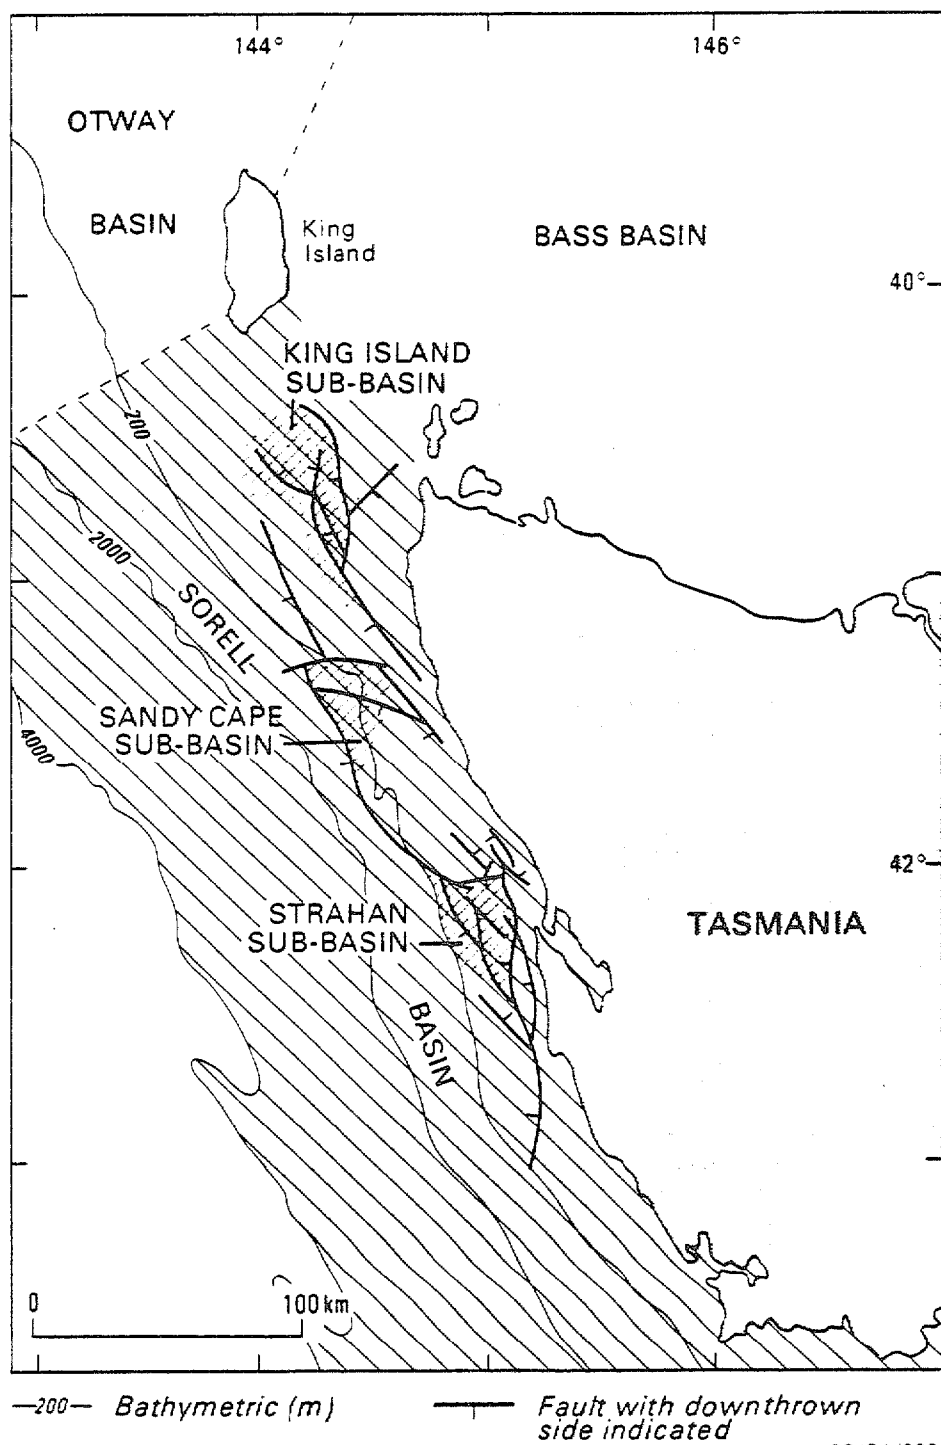 144°
146°
OTWAY
BASIN
King
Island
BASS BASIN
40°
KING ISLAND
SUB-BASIN
200
2000
SORELL
SANDY CAPE
SUB-BASIN
4000
42°
STRAHAN
SUB-BASIN
TASMANIA
BASIN
0
100 km
—200— Bathymetric (m)
Fault with downthrown
side indicated